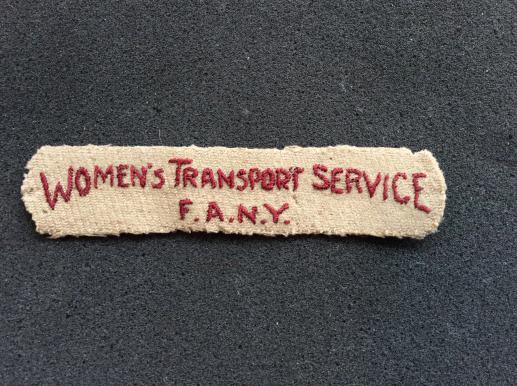 WOMEN'S TRANSPORT SERVICE
F.A.N.Y.